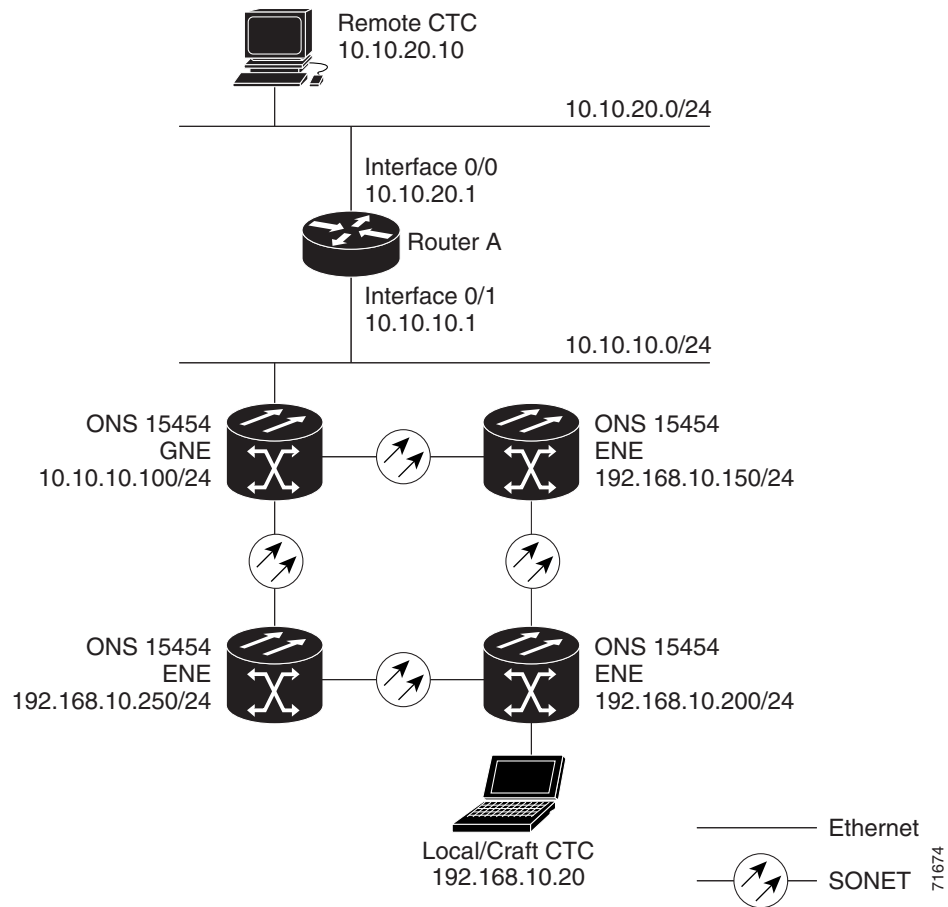 Remote CTC
10.10.20.10
10.10.20.0/24
Interface 0/0
10.10.20.1
Router A
Interface 0/1
10.10.10.1
10.10.10.0/24
ONS 15454
GNE
10.10.10.100/24
ONS 15454
ENE
192.168.10.150/24
ONS 15454
ENE
192.168.10.250/24
ONS 15454
ENE
192.168.10.200/24
Local/Craft CTC
192.168.10.20
Ethernet
SONET
71674